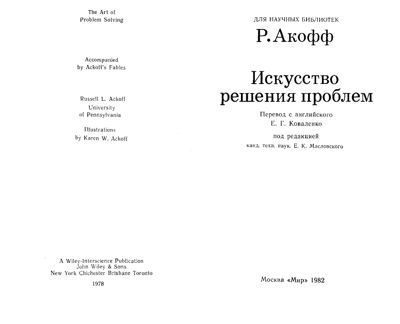 The Art of
Problem Solving
Accompanied
by Ackoff's Fables
Russell L. Ackoff
University
of Pennsylvania
Illustrations
by Karen W. Ackoff
A Wiley-Interscience Publication
John Wiley & Sons.
New York Chichester Brisbane Toronto
1978
ДЛЯ НАУЧНЫХ БИБЛИОТЕК
Р. Акофф
Искусство
решения проблем
Перевод с английского
Е. Г. Коваленко
под редакцией
канд. техн. наук. Е. К. Масловского
Москва «Мир» 1982